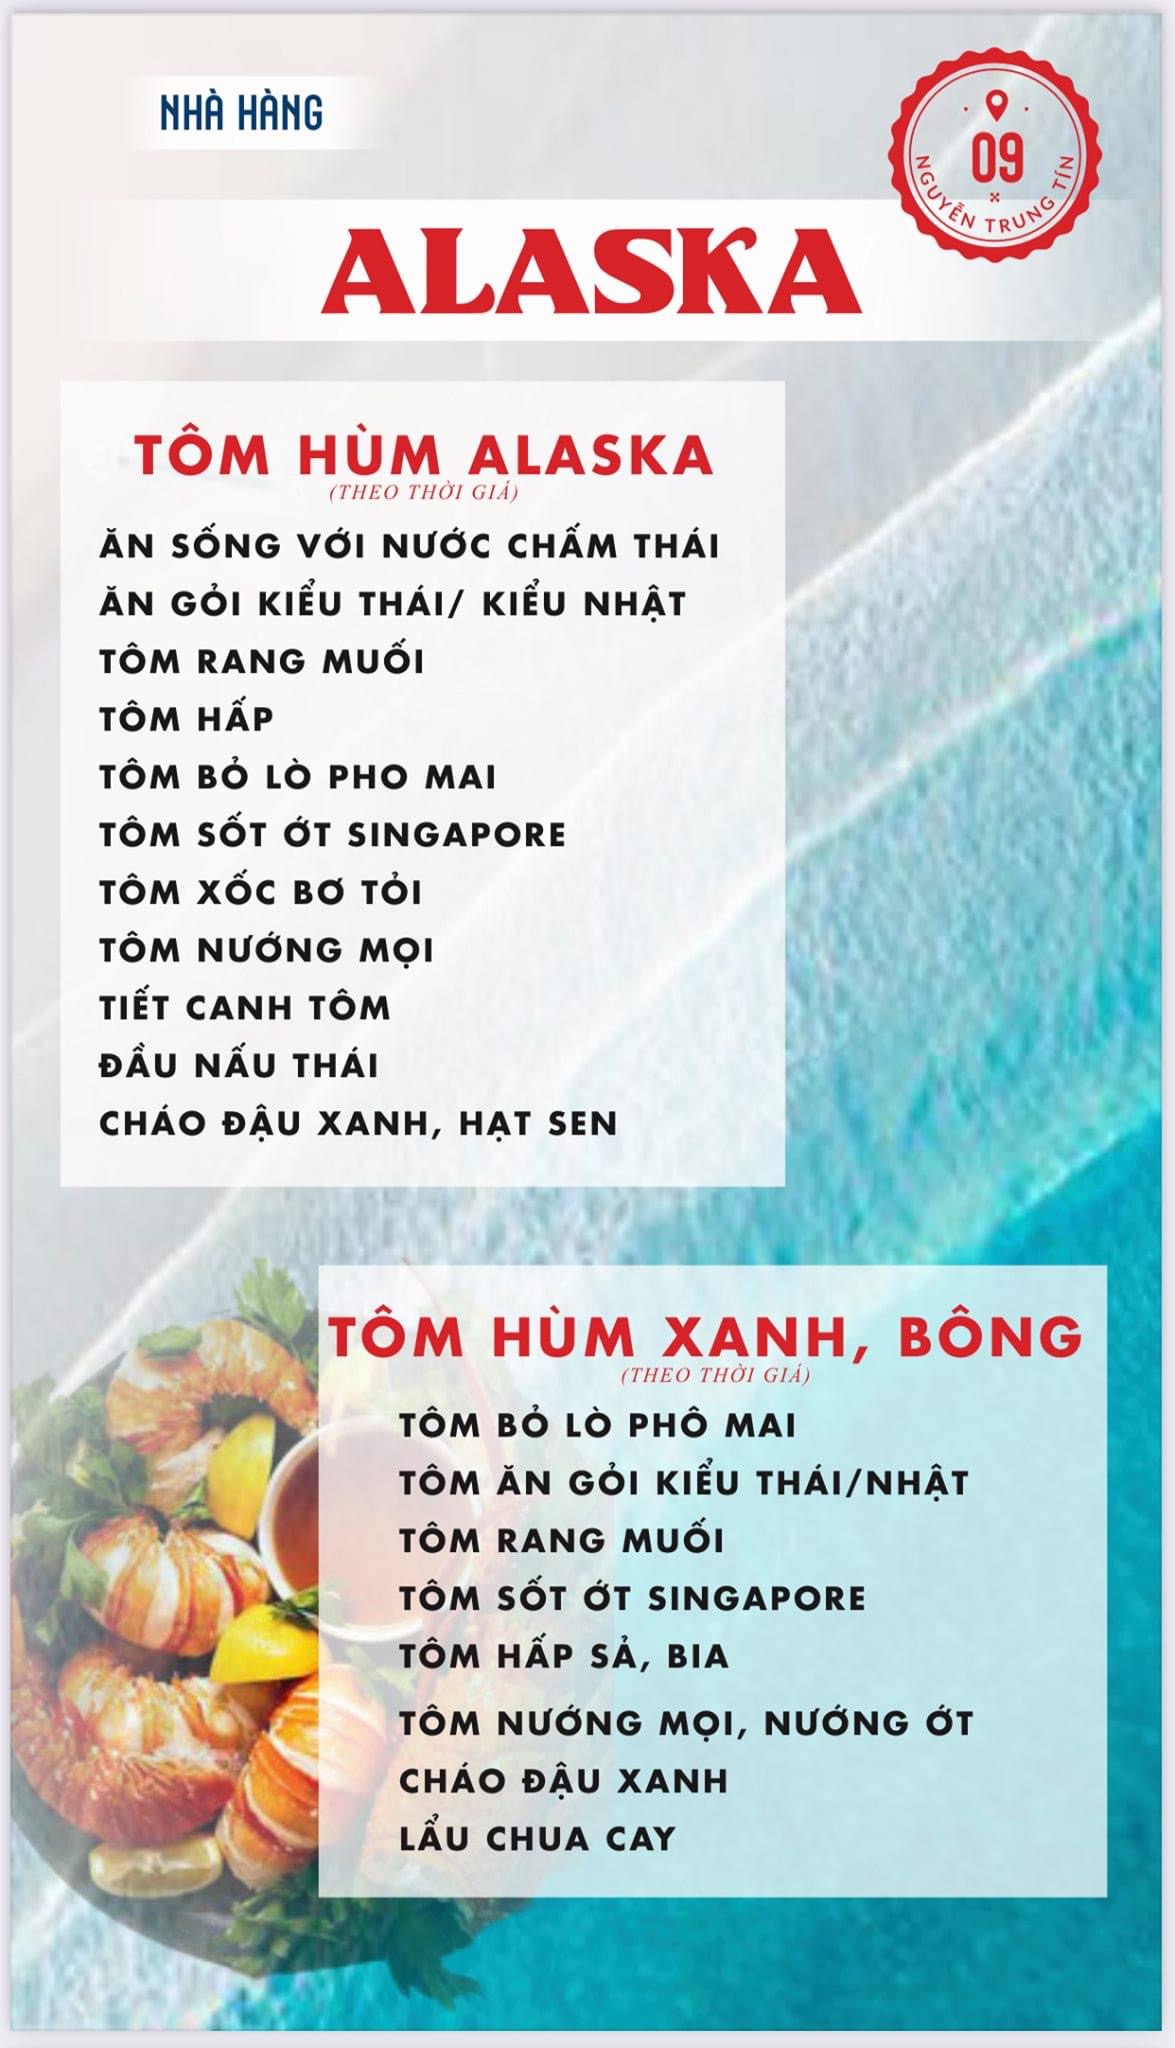 NHÀ HÀNG
09
NGUYỄN TRUNG TÍN
ALASKA
TÔM HÙM ALASKA
(THEO THỜI GIÁ)
ĂN SỐNG VỚI NƯỚC CHẤM THÁI
ĂN GỎI KIỂU THÁI/ KIỂU NHẬT
TÔM RANG MUỐI
TÔM HẤP
TÔM BỎ LÒ PHO MAI
TÔM SỐT ỚT SINGAPORE
TÔM XỐC BƠ TỎI
TÔM NƯỚNG MỌI
TIẾT CANH TÔM
ĐẦU NẤU THÁI
CHÁO ĐẬU XANH, HẠT SEN
TÔM HÙM XANH, BÔNG
(THEO THỜI GIÁ)
TÔM BỎ LÒ PHÔ MAI
TÔM ĂN GỎI KIỂU THÁI/NHẬT
TÔM RANG MUỐI
TÔM SỐT ỚT SINGAPORE
TÔM HẤP SẢ, BIA
TÔM NƯỚNG MỌI, NƯỚNG ỚT
CHÁO ĐẬU XANH
LẨU CHUA CAY